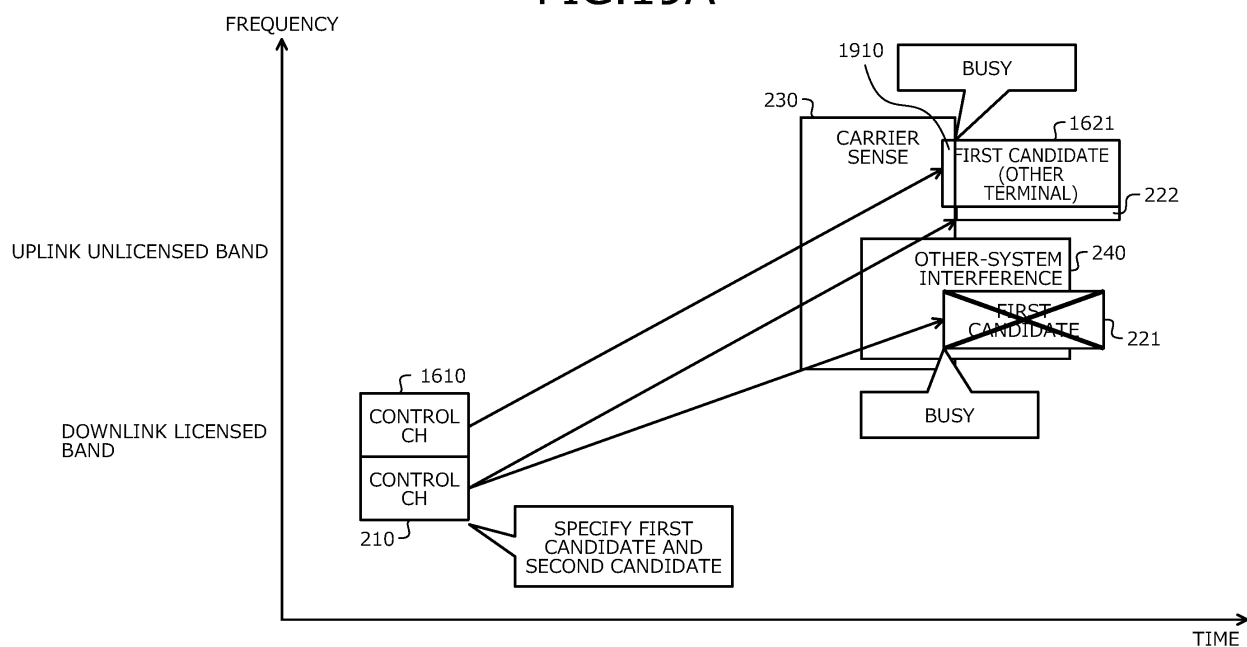 FIG.19A
FREQUENCY
1910
BUSY
230
CARRIER
SENSE
1621
FIRST CANDIDATE
(OTHER
TERMINAL)
222
UPLINK UNLICENSED BAND
OTHER-SYSTEM
INTERFERENCE
240
FIRST
CANDIDATE
221
1610
BUSY
CONTROL
CH
DOWNLINK LICENSED
BAND
CONTROL
CH
210
SPECIFY FIRST
CANDIDATE AND
SECOND CANDIDATE
TIME